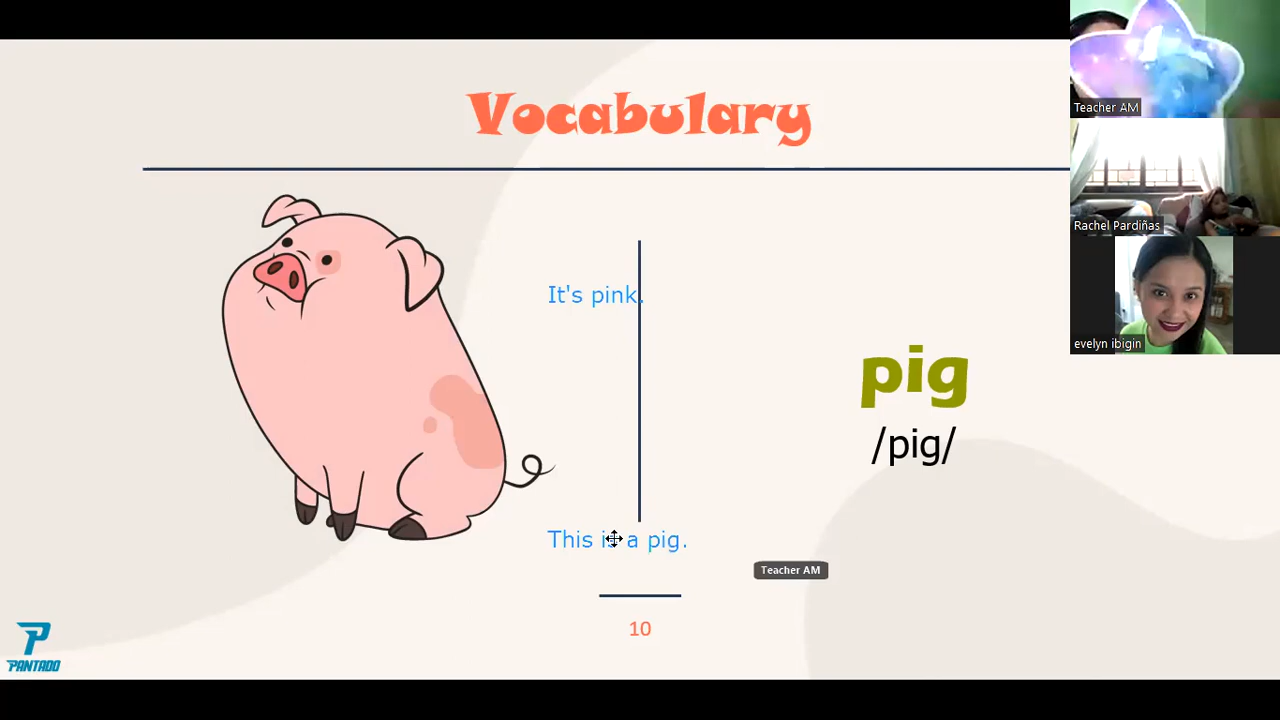 Vocabulary
It's pink.
pig
/pig/
This is a pig.
Teacher AM
10
PANTADO
Teacher AM
Rachel Pardiñas
evelyn ibigin